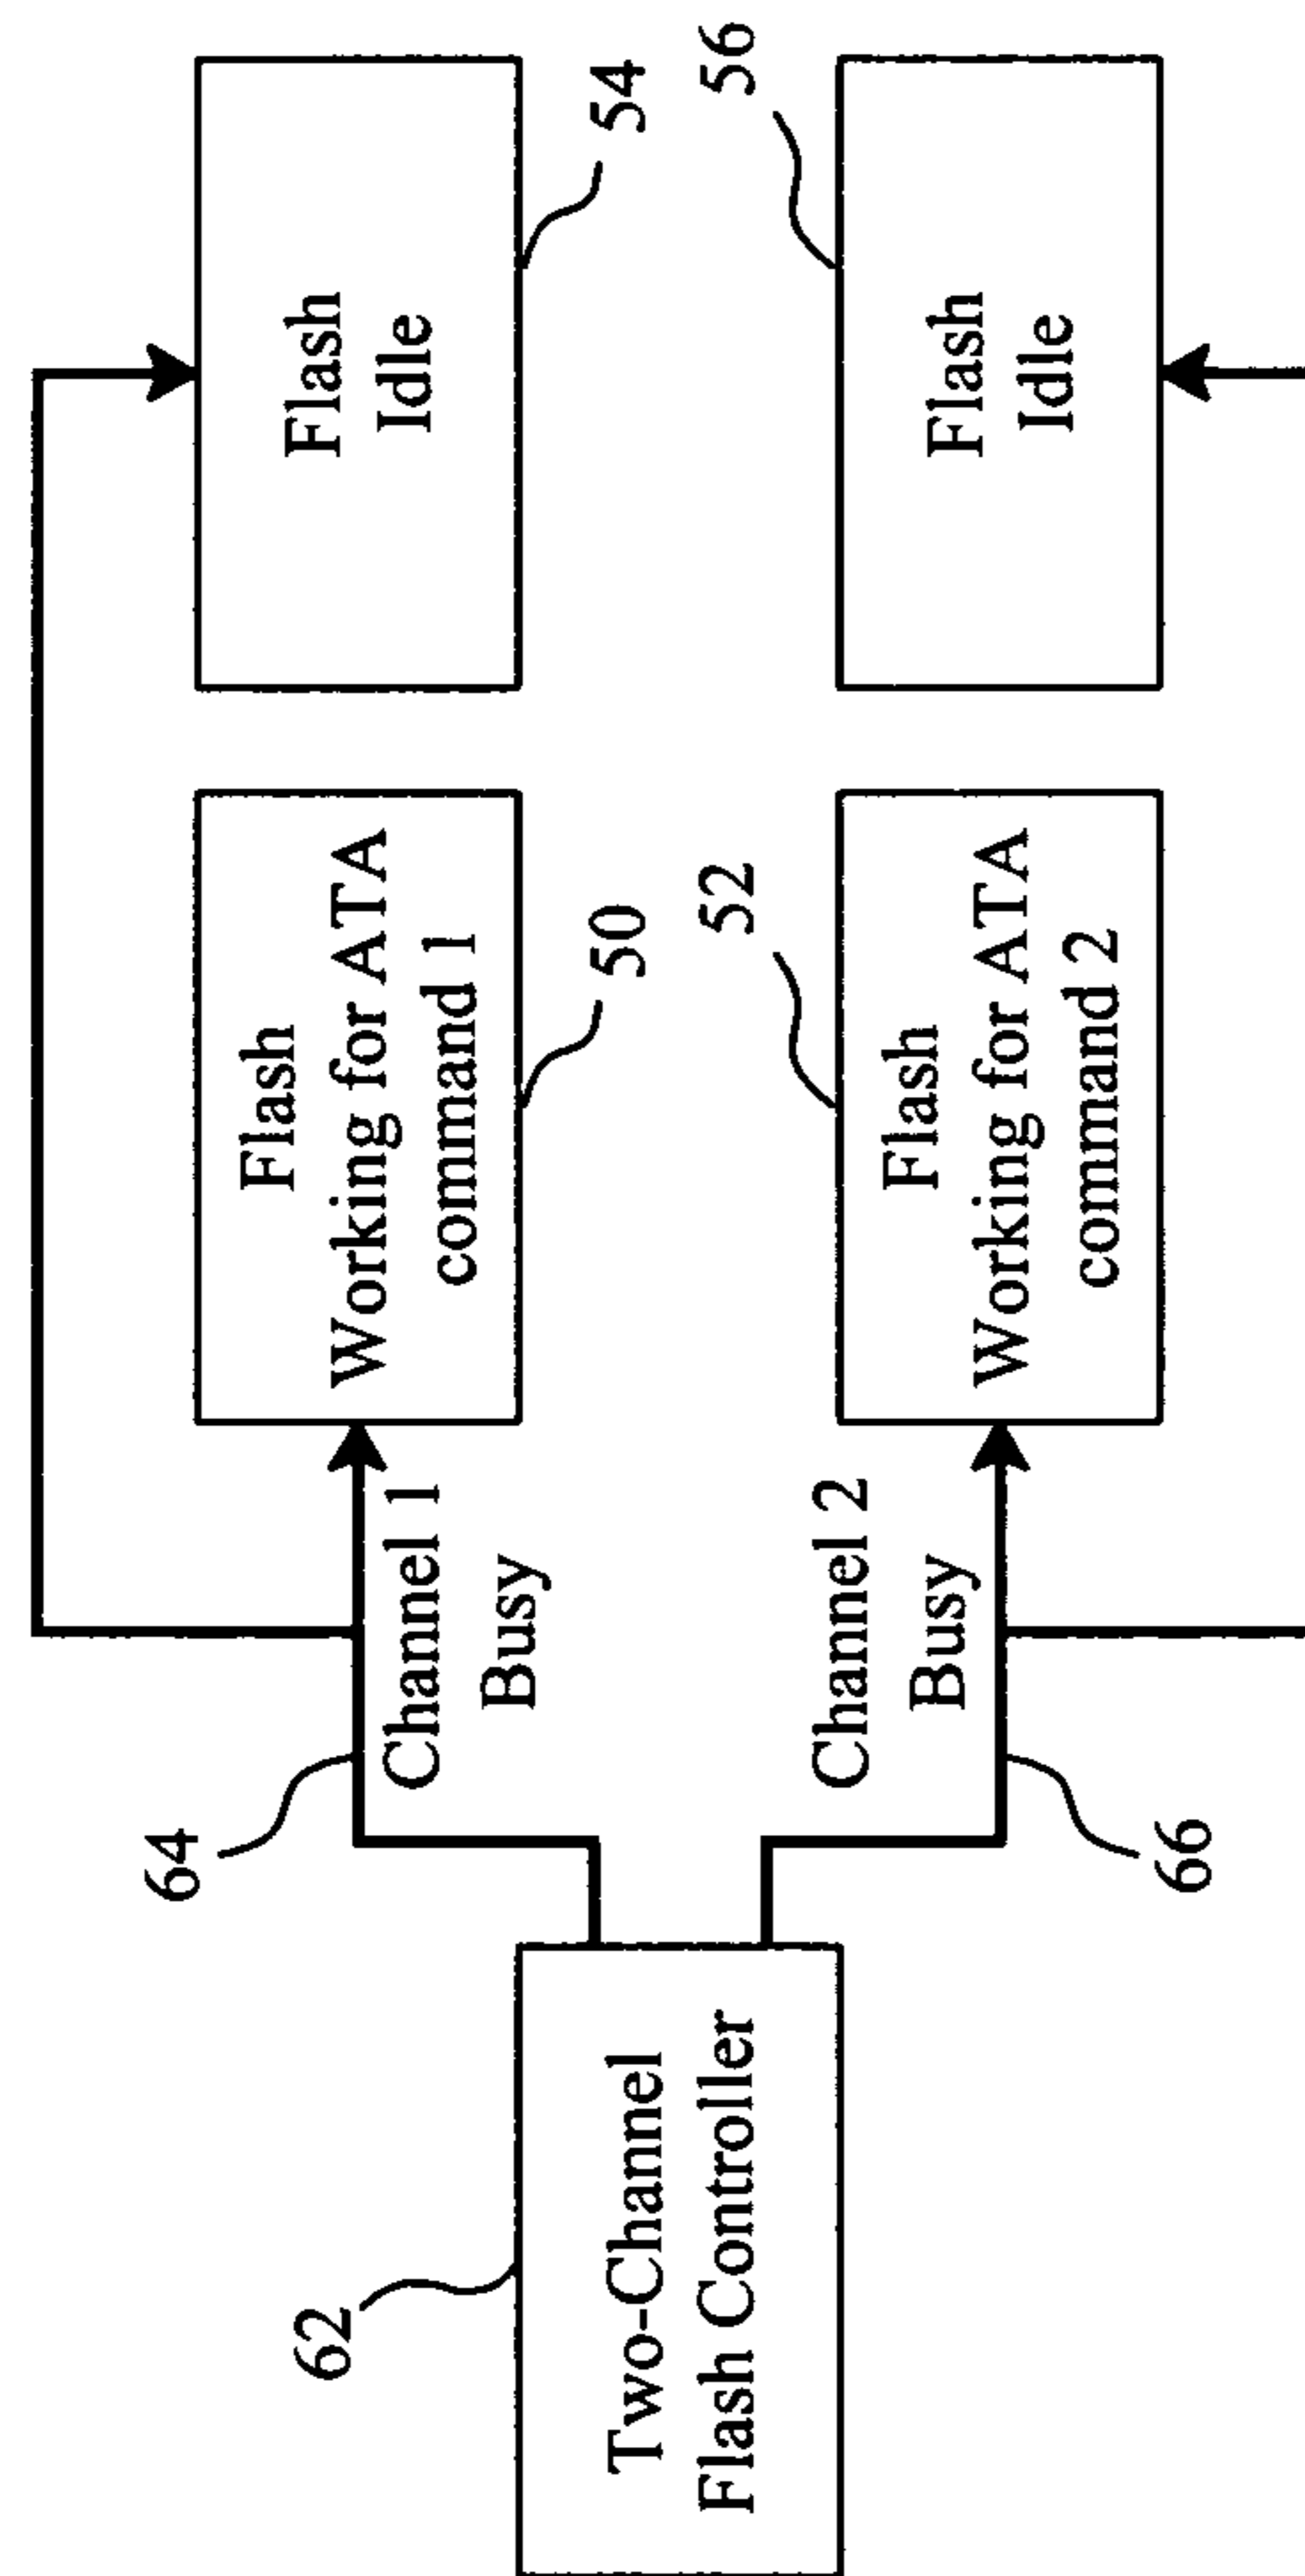 62
Two-Channel
Flash Controller
64
Channel 1
Busy
Channel 2
Busy
66
Flash
Working for ATA
command 1
50
52
Flash
Working for ATA
command 2
Flash
Idle
54
56
Flash
Idle